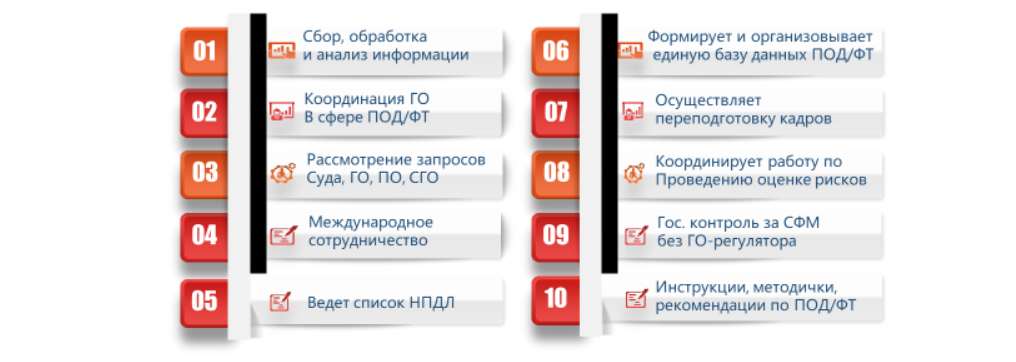 01
Сбор, обработка
и анализ информации
02
Координация ГО
В сфере ПОД/ФТ
03
Рассмотрение запросов
Суда, ГО, ПО, СГО
04
Международное
сотрудничество
05
Ведет список НПДЛ
06
Формирует и организовывает
единую базу данных ПОД/ФТ
07
Осуществляет
переподготовку кадров
08
Координирует работу по
Проведению оценке рисков
09
Гос. контроль за СФМ
без ГО-регулятора
10
Инструкции, методички,
рекомендации по ПОД/ФТ